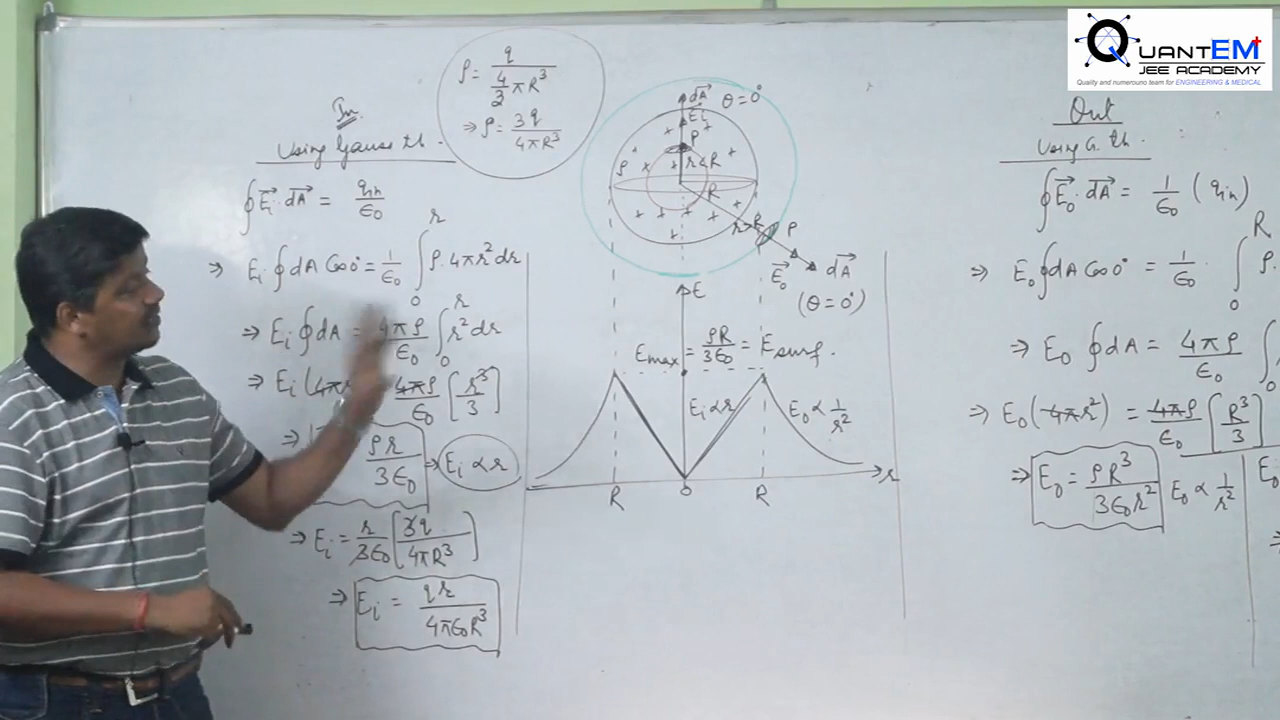 QUANTEM
JEE ACADEMY
Quality and numerouno team for ENGINEERING & MEDICAL
In
Using Gauss th.
∮E⃗i · dA⃗ = qin/ϵ0
⇒ Ei ∮dA Cos0° = 1/ϵ0 ∫0^r ρ · 4πr² dr
⇒ Ei ∮dA = 4πρ/ϵ0 ∫0^r r² dr
⇒ Ei (4πr 4πρ/ϵ0 [r³/3]
⇒ ρr/3ϵ0 → Ei ∝ r
⇒ Ei = r/3ϵ0 [3q/4πR³]
⇒ Ei = qr/4πϵ0R³
ρ = q/(4/3 πR³)
⇒ ρ = 3q/4πR³
dA⃗ θ = 0°
Ei
P
ρ
r<R
R
r>R P
E⃗0 dA⃗
(θ = 0°)
E
Emax = ρR/3ϵ0 = Esurf.
Ei ∝ r
E0 ∝ 1/r²
R O R r
Out
Using G. th.
∮E⃗0 · dA⃗ = 1/ϵ0 (qin)
⇒ E0 ∮dA Cos0° = 1/ϵ0 · ∫0^R ρ.
⇒ E0 ∮dA = 4πρ/ϵ0 ∫0
⇒ E0 (4πr²) = 4πρ/ϵ0 [R³/3]
⇒ E0 = ρR³/3ϵ0r² E0 ∝ 1/r²
E0
⇒